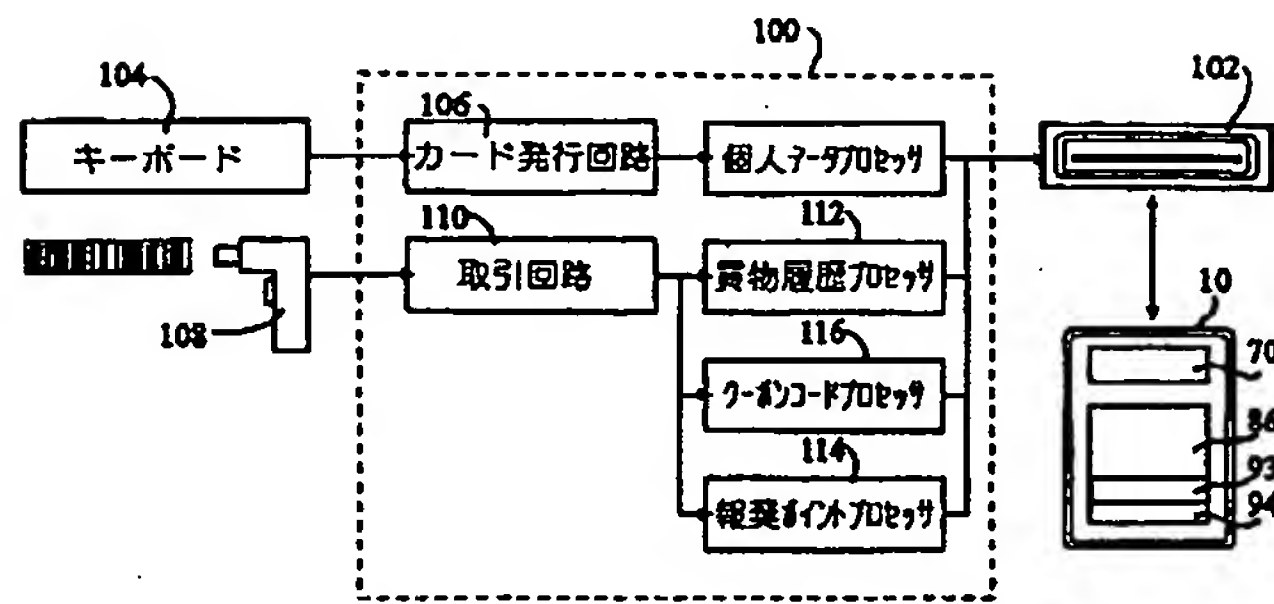 100
104
102
106
キーボード
カード発行回路
個人データプロセッサ
110
112
取引回路
買物履歴プロセッサ
10
108
116
70
クーポンコードプロセッサ
86
114
93
報奨ポイントプロセッサ
94